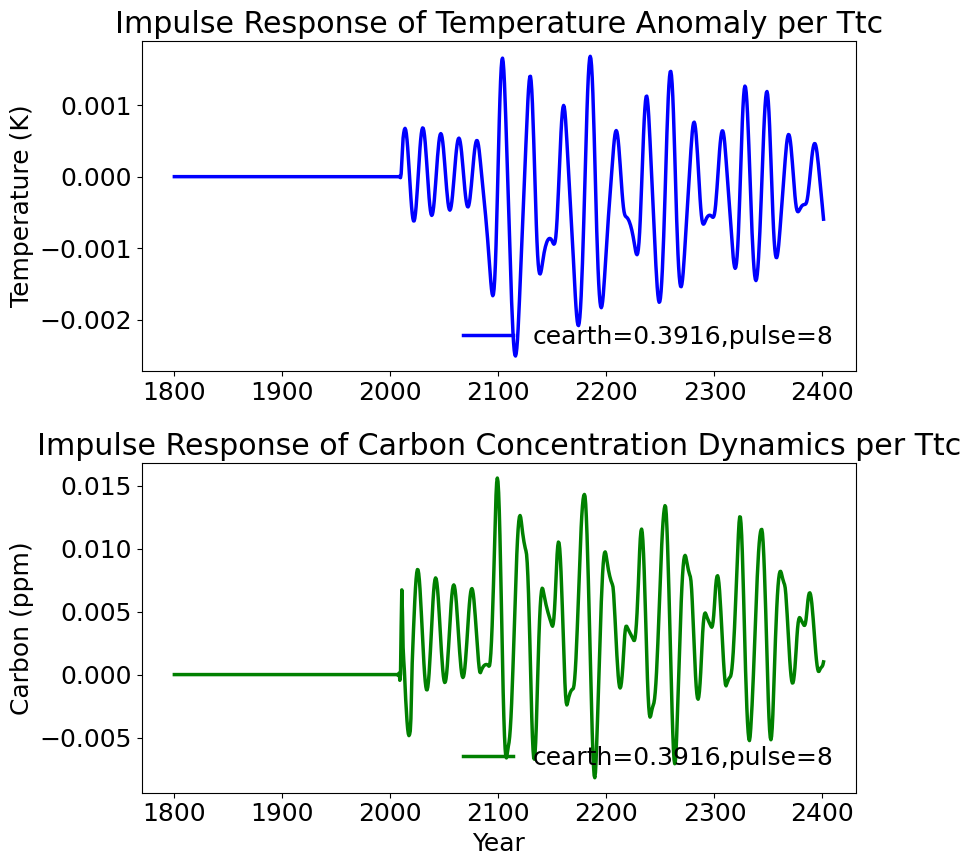 Impulse Response of Temperature Anomaly per Ttc
Temperature (K)
0.001
0.000
−0.001
−0.002
cearth=0.3916,pulse=8
1800 1900 2000 2100 2200 2300 2400
Impulse Response of Carbon Concentration Dynamics per Ttc
Carbon (ppm)
0.015
0.010
0.005
0.000
−0.005
cearth=0.3916,pulse=8
1800 1900 2000 2100 2200 2300 2400
Year